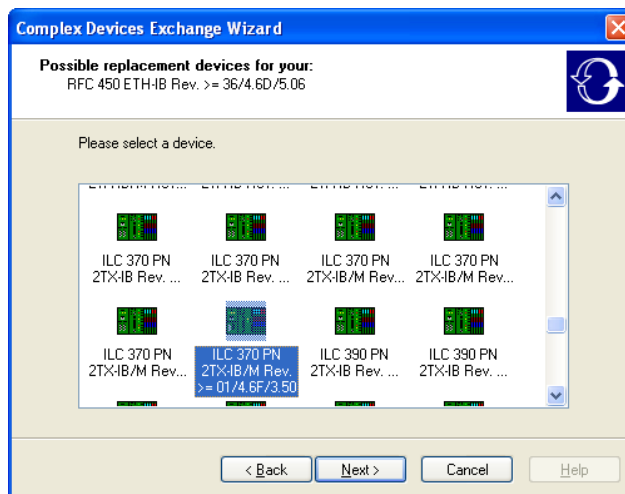 Complex Devices Exchange Wizard
Possible replacement devices for your:
RFC 450 ETH-IB Rev. >= 36/4.6D/5.06
Please select a device.
ILC 370 PN ILC 370 PN ILC 370 PN ILC 370 PN
2TX-IB Rev. ... 2TX-IB Rev. ... 2TX-IB/M Rev... 2TX-IB/M Rev...
ILC 370 PN ILC 370 PN ILC 390 PN ILC 390 PN
2TX-IB/M Rev... 2TX-IB/M Rev. 2TX-IB Rev. ... 2TX-IB Rev. ...
>= 01/4.6F/3.50
< Back Next > Cancel Help